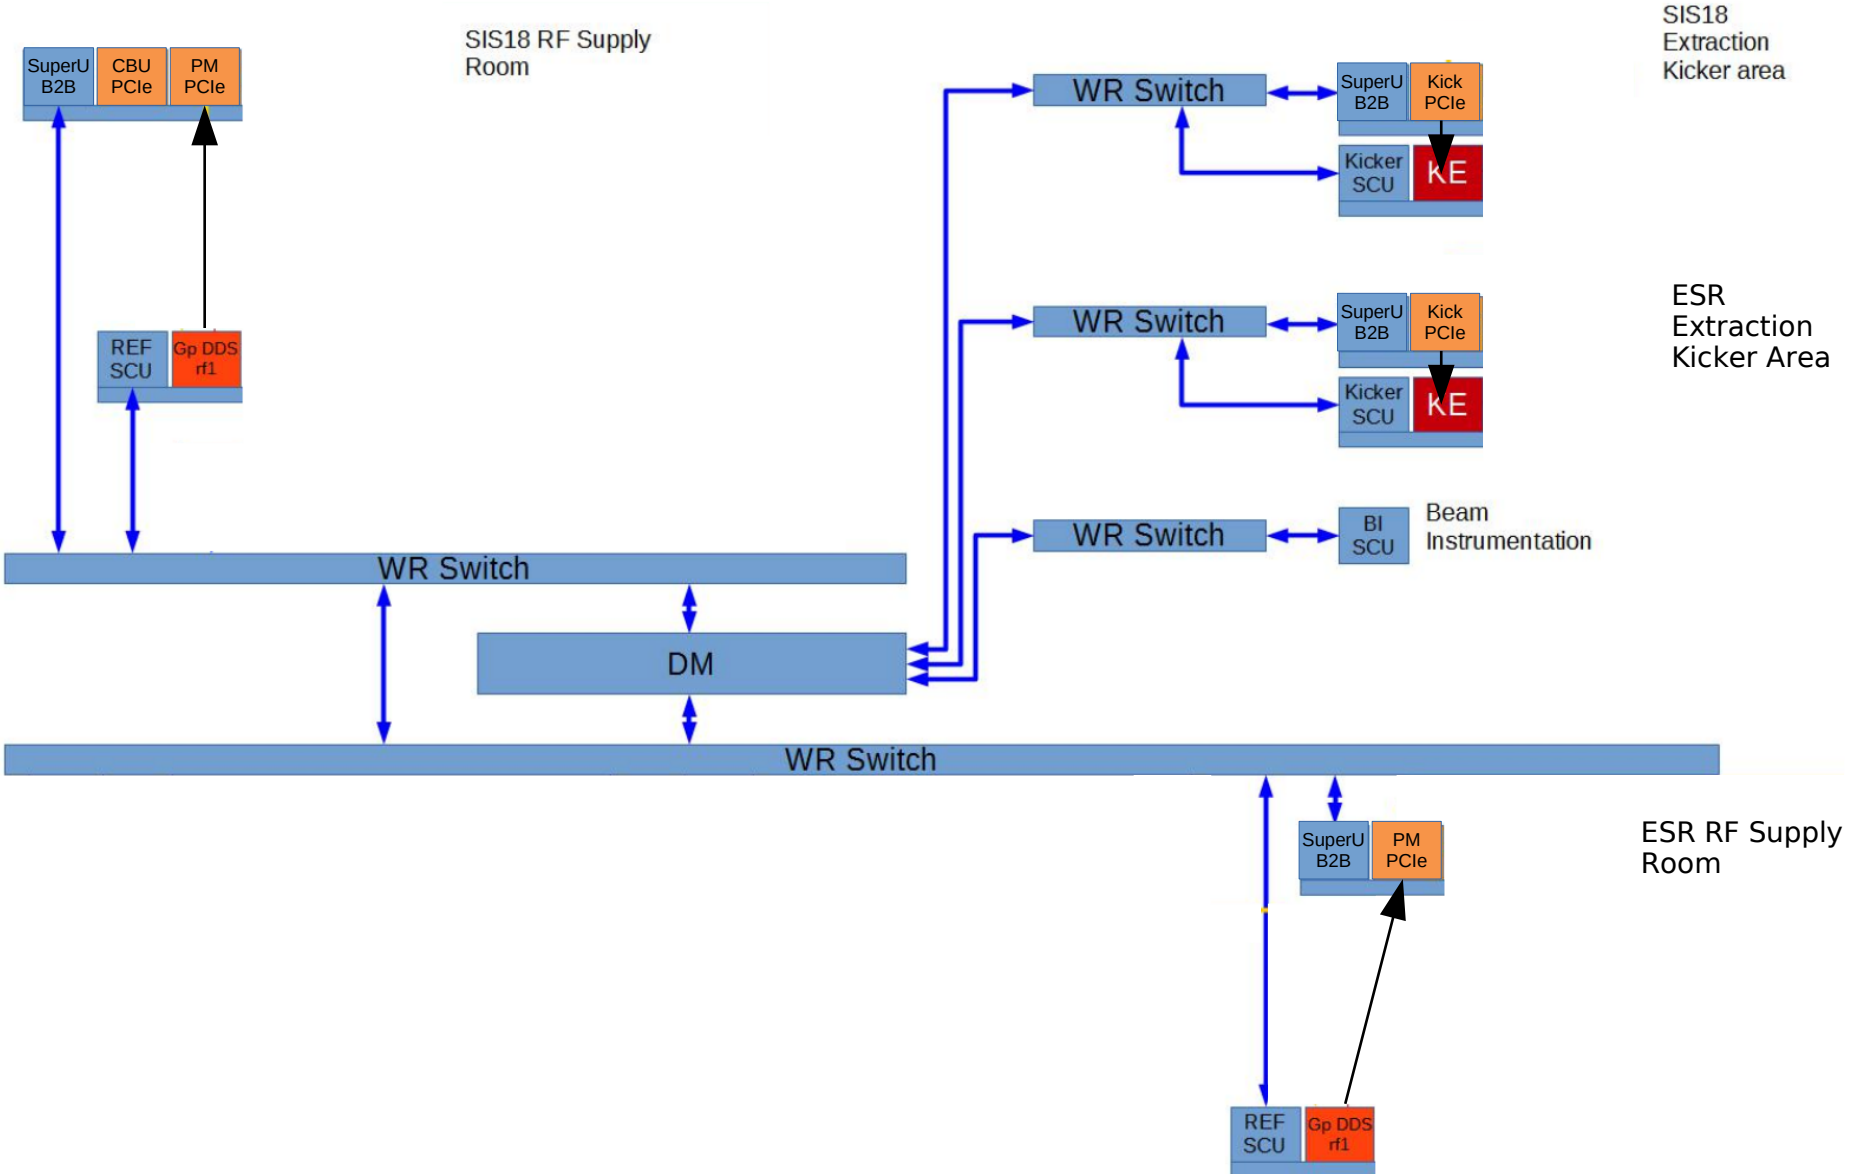 SIS18 RF Supply
Room
SIS18
Extraction
Kicker area
SuperU
B2B
CBU
PCIe
PM
PCIe
WR Switch
SuperU
B2B
Kick
PCIe
Kicker
SCU
KE
REF
SCU
Gp DDS
rf1
WR Switch
SuperU
B2B
Kick
PCIe
Kicker
SCU
KE
ESR
Extraction
Kicker Area
WR Switch
BI
SCU
Beam
Instrumentation
WR Switch
DM
WR Switch
SuperU
B2B
PM
PCIe
ESR RF Supply
Room
REF
SCU
Gp DDS
rf1